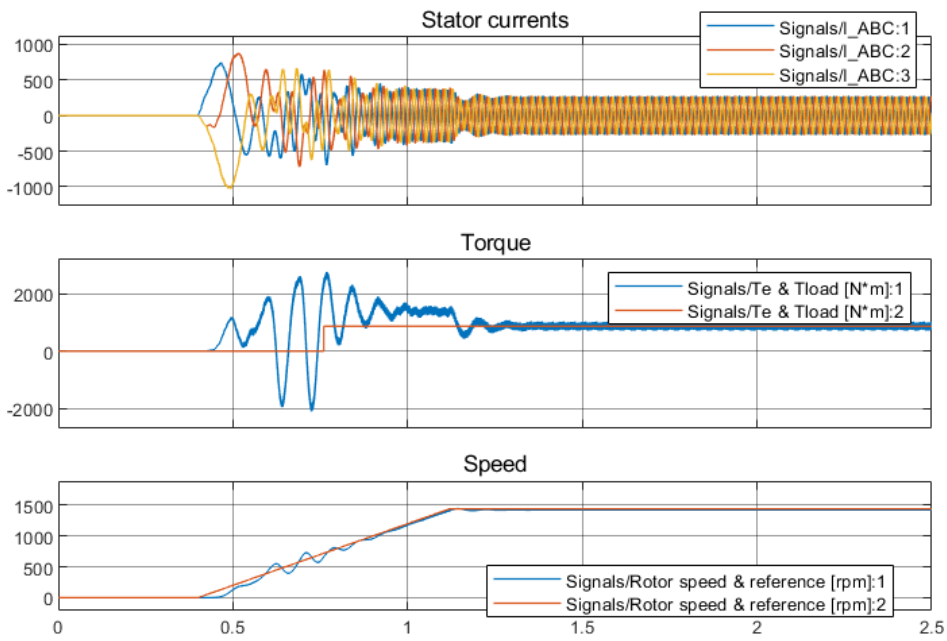 Stator currents
Signals/I_ABC:1
Signals/I_ABC:2
Signals/I_ABC:3
1000
500
0
-500
-1000
Torque
Signals/Te & Tload [N*m]:1
Signals/Te & Tload [N*m]:2
2000
0
-2000
Speed
1500
1000
500
0
Signals/Rotor speed & reference [rpm]:1
Signals/Rotor speed & reference [rpm]:2
0 0.5 1 1.5 2 2.5